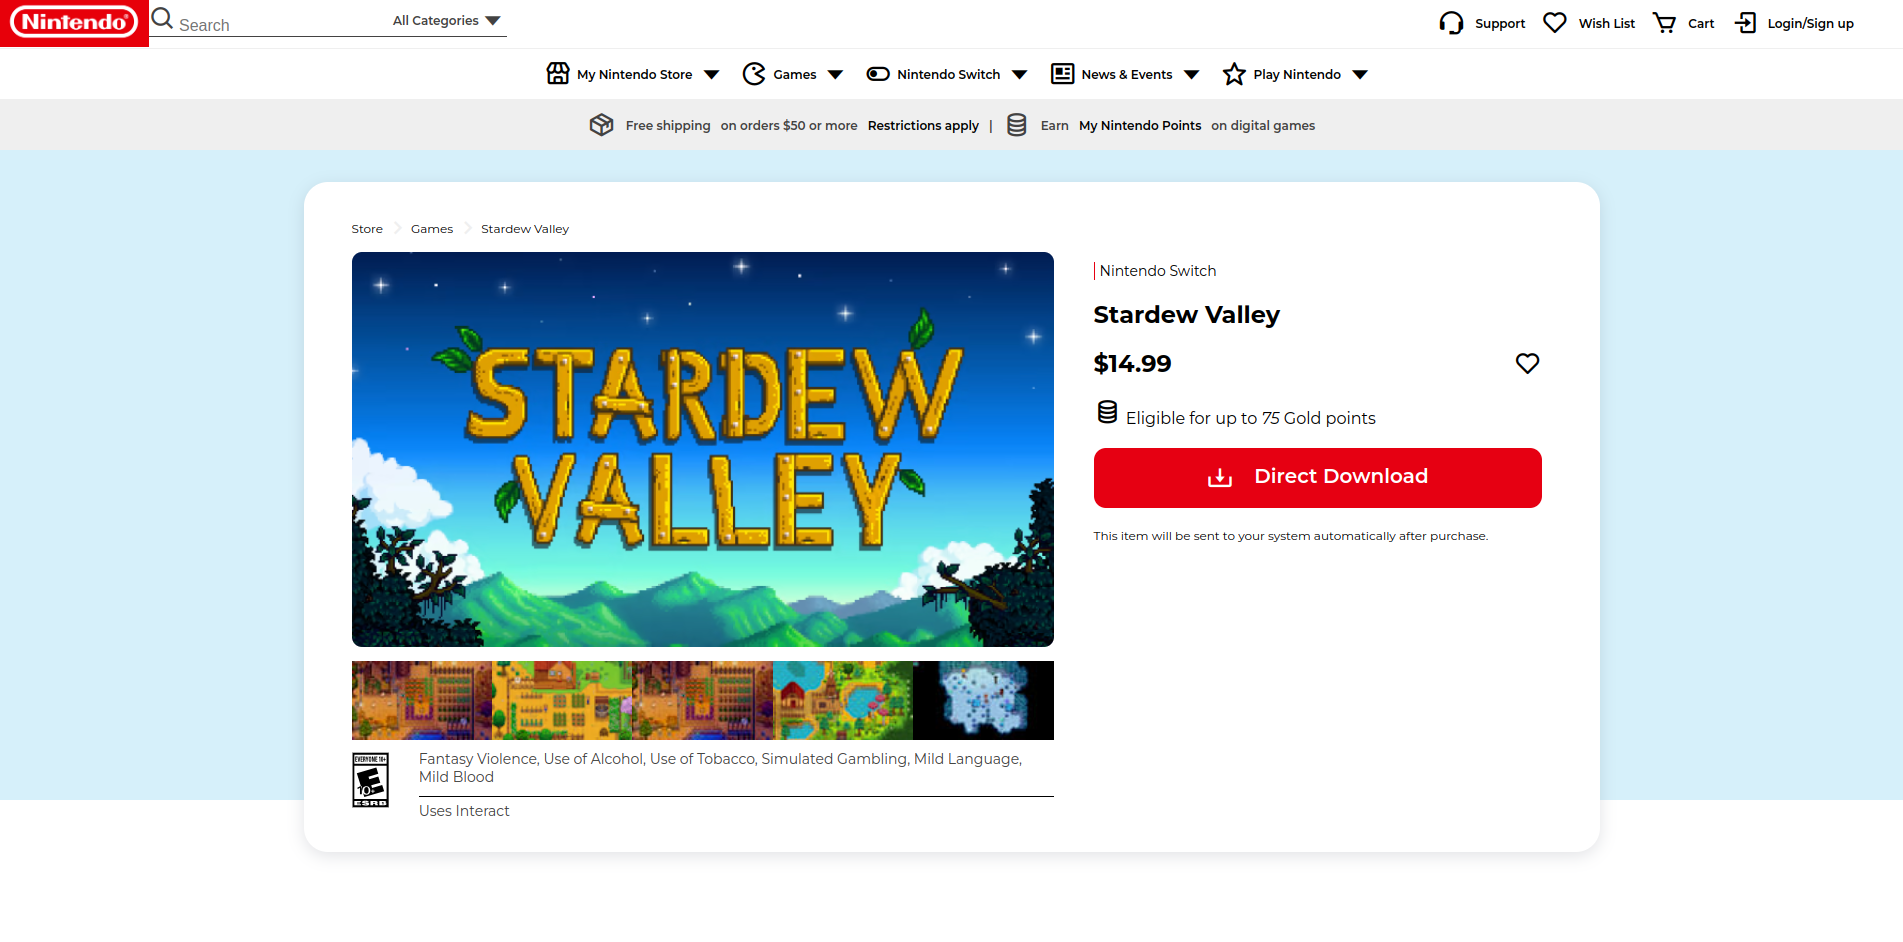 Nintendo
Search
All Categories
Support
Wish List
Cart
Login/Sign up
My Nintendo Store
Games
Nintendo Switch
News & Events
Play Nintendo
Free shipping on orders $50 or more Restrictions apply | Earn My Nintendo Points on digital games
Store
Games
Stardew Valley
STARDEW
VALLEY
Nintendo Switch
Stardew Valley
$14.99
Eligible for up to 75 Gold points
Direct Download
This item will be sent to your system automatically after purchase.
EVERYONE 10+
E
10+
ESRB
Fantasy Violence, Use of Alcohol, Use of Tobacco, Simulated Gambling, Mild Language,
Mild Blood
Uses Interact